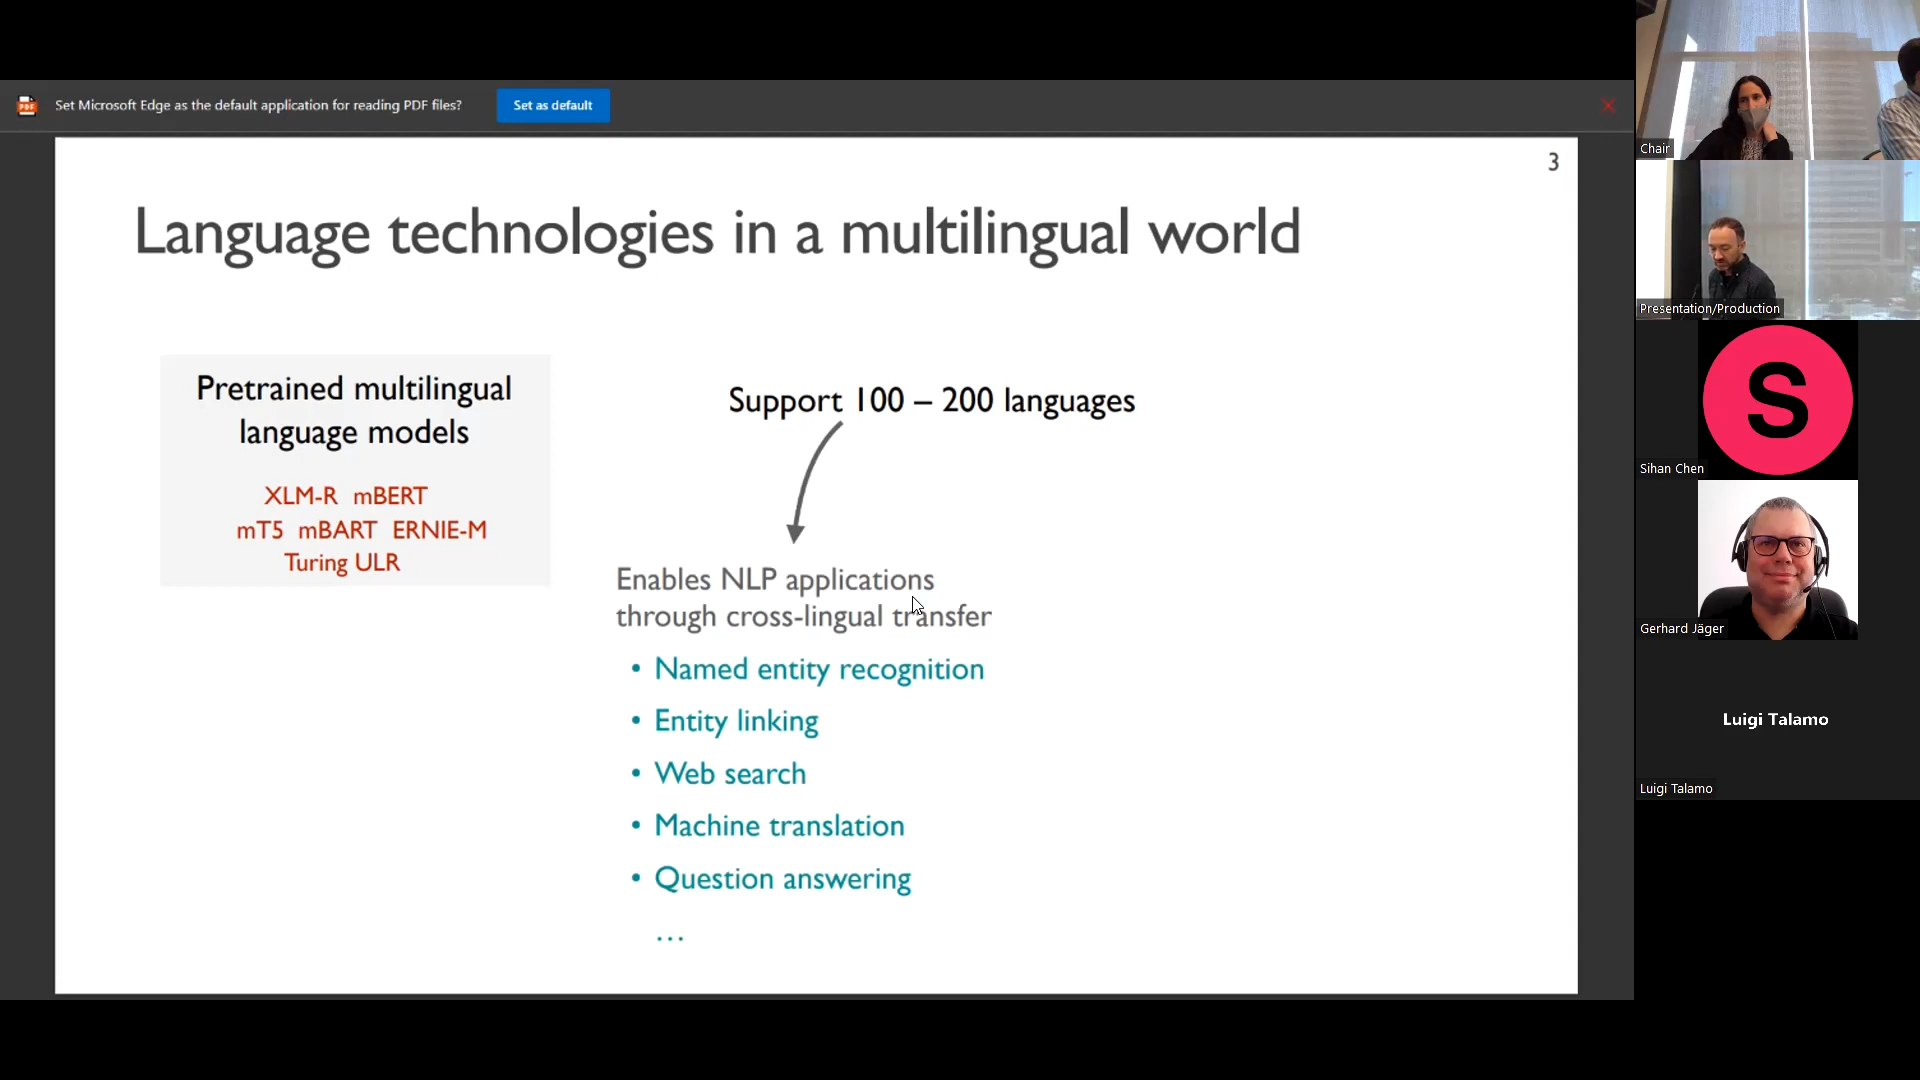 Set Microsoft Edge as the default application for reading PDF files?
Set as default
3
Language technologies in a multilingual world
Pretrained multilingual
language models
XLM-R mBERT
mT5 mBART ERNIE-M
Turing ULR
Support 100 – 200 languages
Enables NLP applications
through cross-lingual transfer
• Named entity recognition
• Entity linking
• Web search
• Machine translation
• Question answering
…
Chair
Presentation/Production
S
Sihan Chen
Gerhard Jäger
Luigi Talamo
Luigi Talamo